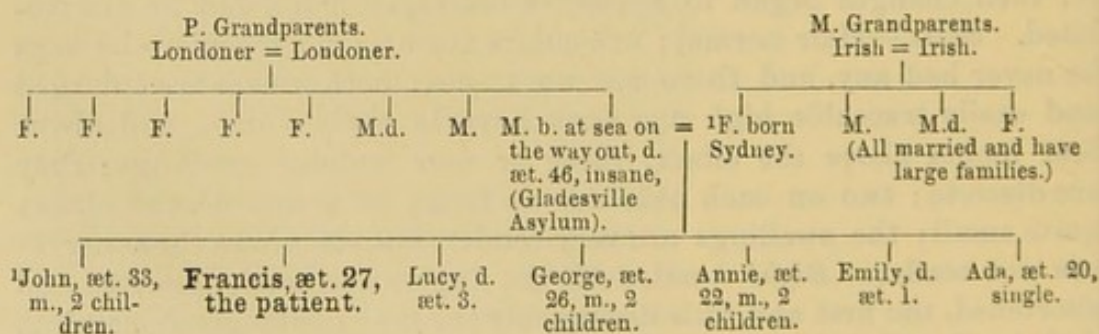 P. Grandparents.
Londoner = Londoner.
M. Grandparents.
Irish = Irish.
F. F. F. F. F. M.d. M. M. b. at sea on = ¹F. born M. M.d. F.
the way out, d. Sydney. (All married and have
æt. 46, insane, large families.)
(Gladesville
Asylum).
¹John, æt. 33, Francis, æt. 27, Lucy, d. George, æt. Annie, æt. Emily, d. Ada, æt. 20,
m., 2 chil- the patient. æt. 3. 26, m., 2 22, m., 2 æt. 1. single.
dren. children. children.